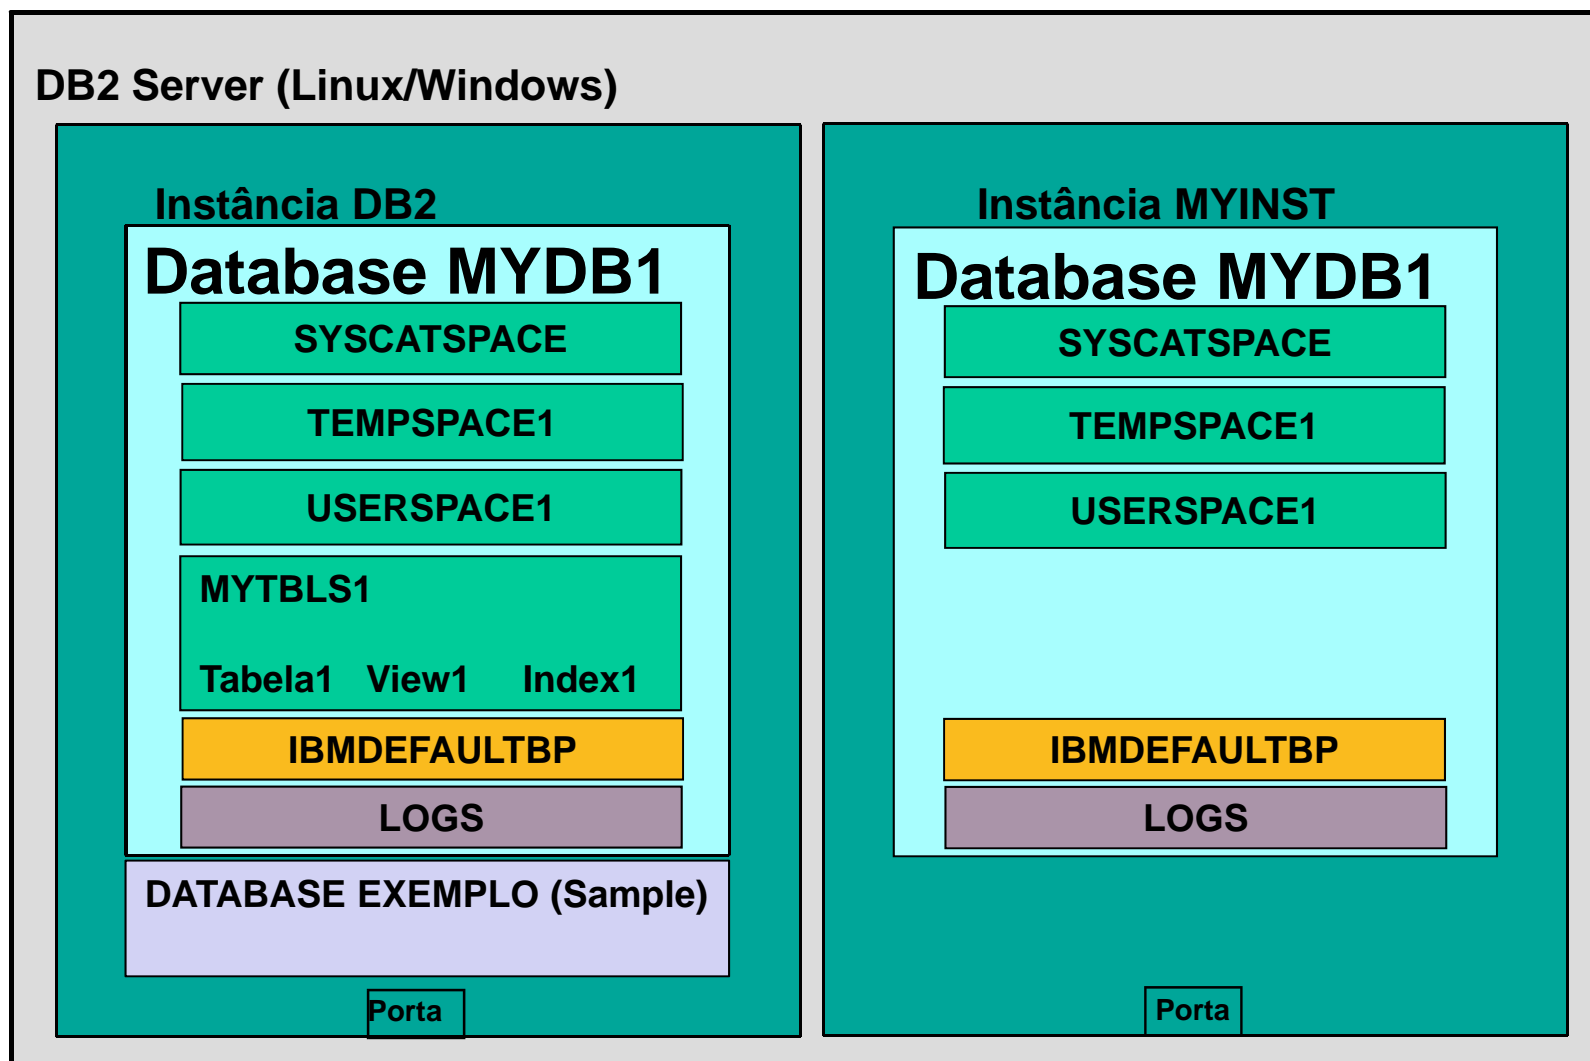 DB2 Server (Linux/Windows)
Instância DB2
Database MYDB1
SYSCATSPACE
TEMPSPACE1
USERSPACE1
MYTBLS1
Tabela1 View1 Index1
IBMDEFAULTBP
LOGS
DATABASE EXEMPLO (Sample)
Porta
Instância MYINST
Database MYDB1
SYSCATSPACE
TEMPSPACE1
USERSPACE1
IBMDEFAULTBP
LOGS
Porta